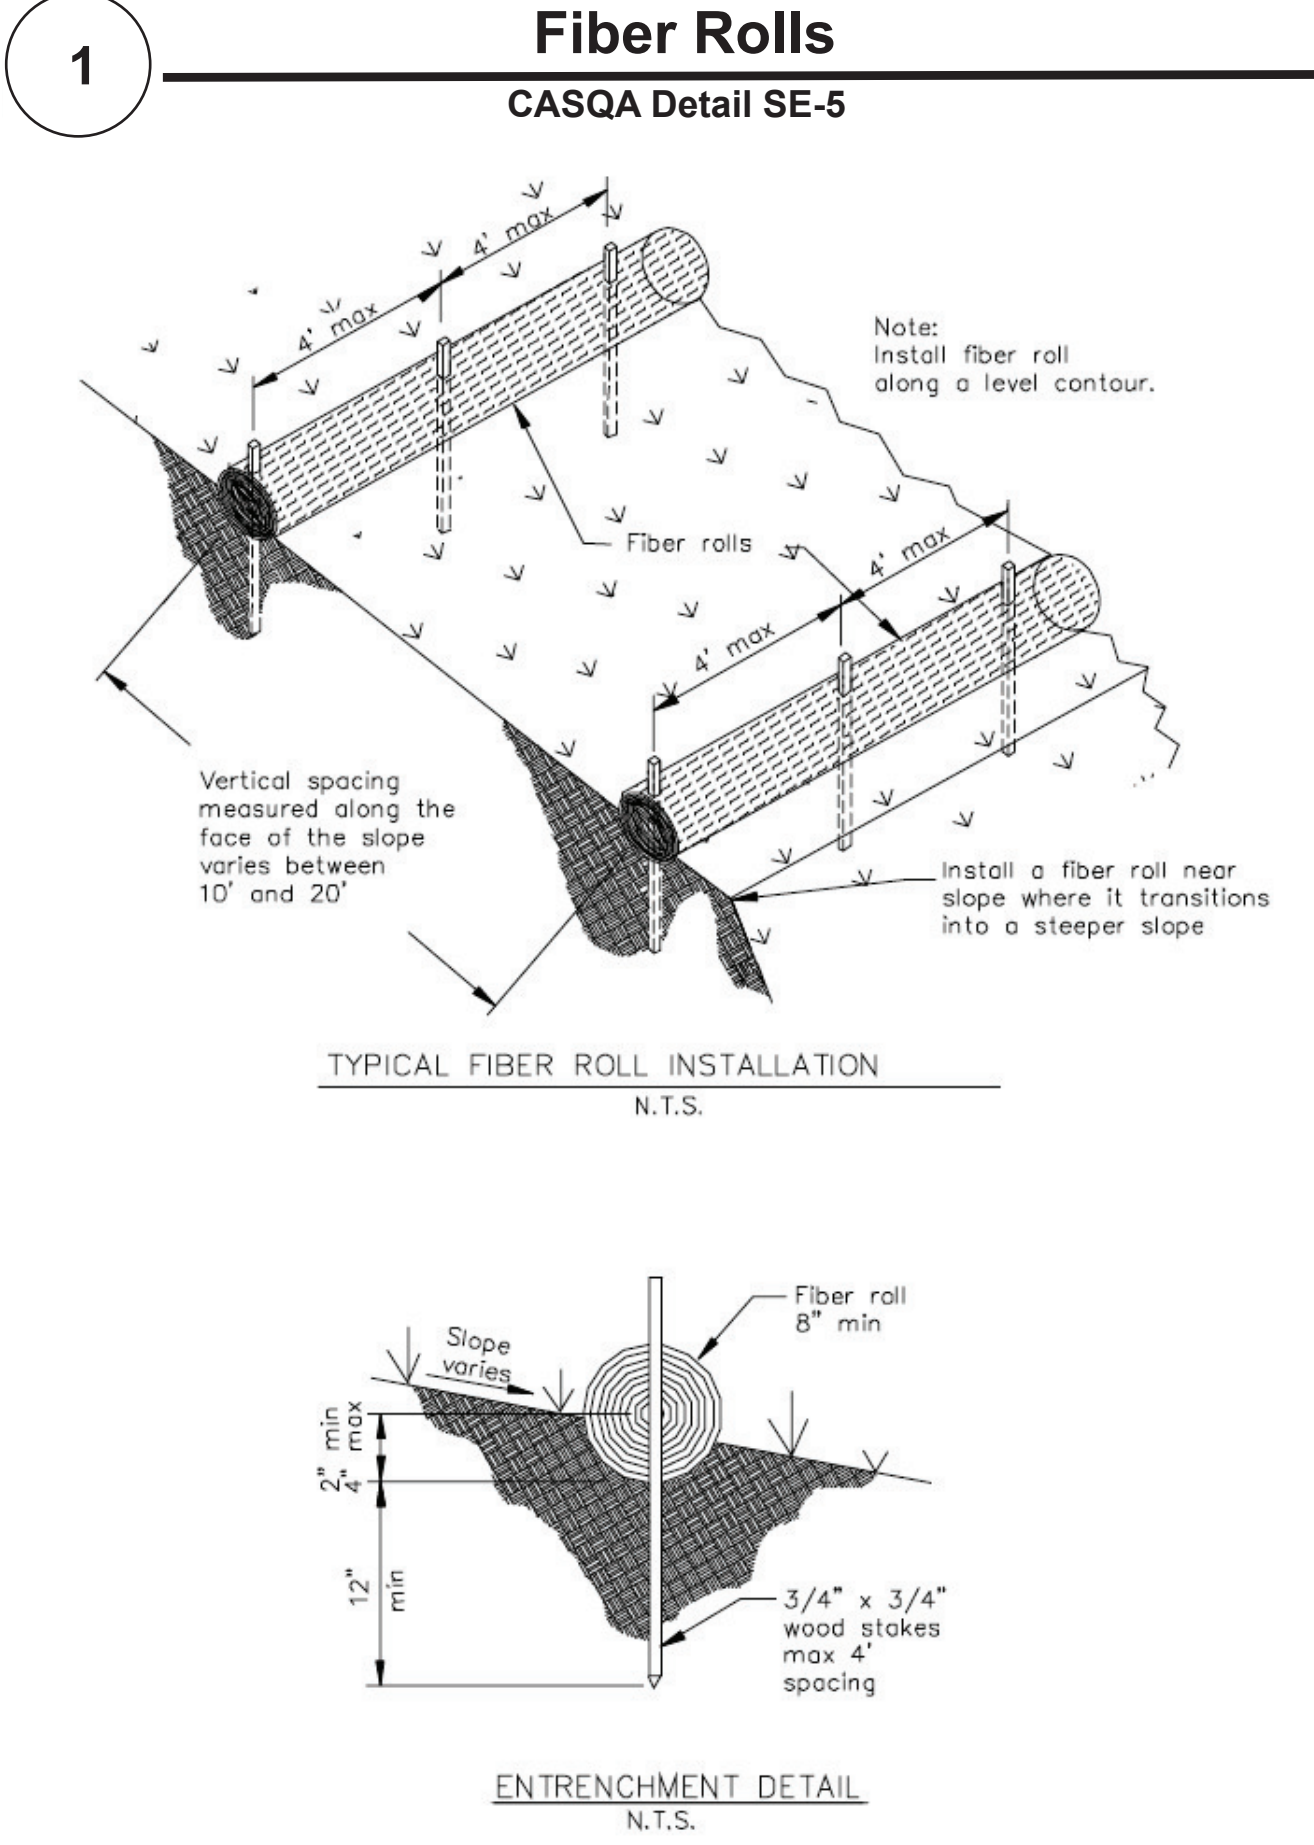 1
Fiber Rolls
CASQA Detail SE-5
4' max
4' max
Note:
Install fiber roll
along a level contour.
Fiber rolls
4' max
4' max
Vertical spacing
measured along the
face of the slope
varies between
10' and 20'
Install a fiber roll near
slope where it transitions
into a steeper slope
TYPICAL FIBER ROLL INSTALLATION
N.T.S.
Fiber roll
8" min
Slope
varies
2" min
4" max
12"
min
3/4" x 3/4"
wood stakes
max 4'
spacing
ENTRENCHMENT DETAIL
N.T.S.